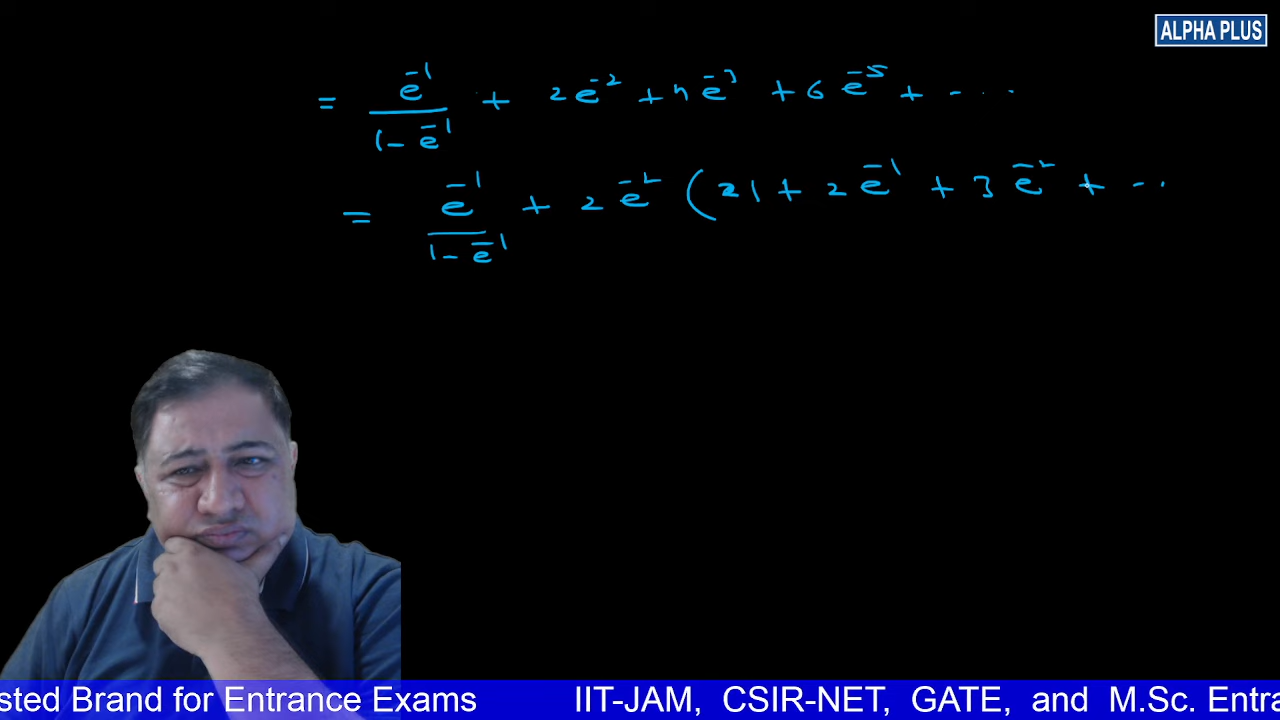 ALPHA PLUS
= e^{-1}/(1 - e^{-1}) + 2e^{-2} + 4e^{-3} + 6e^{-5} + - ...
= e^{-1}/(1 - e^{-1}) + 2e^{-2} (21 + 2e^{-1} + 3e^{-2} + - ..
sted Brand for Entrance Exams IIT-JAM, CSIR-NET, GATE, and M.Sc. Entra